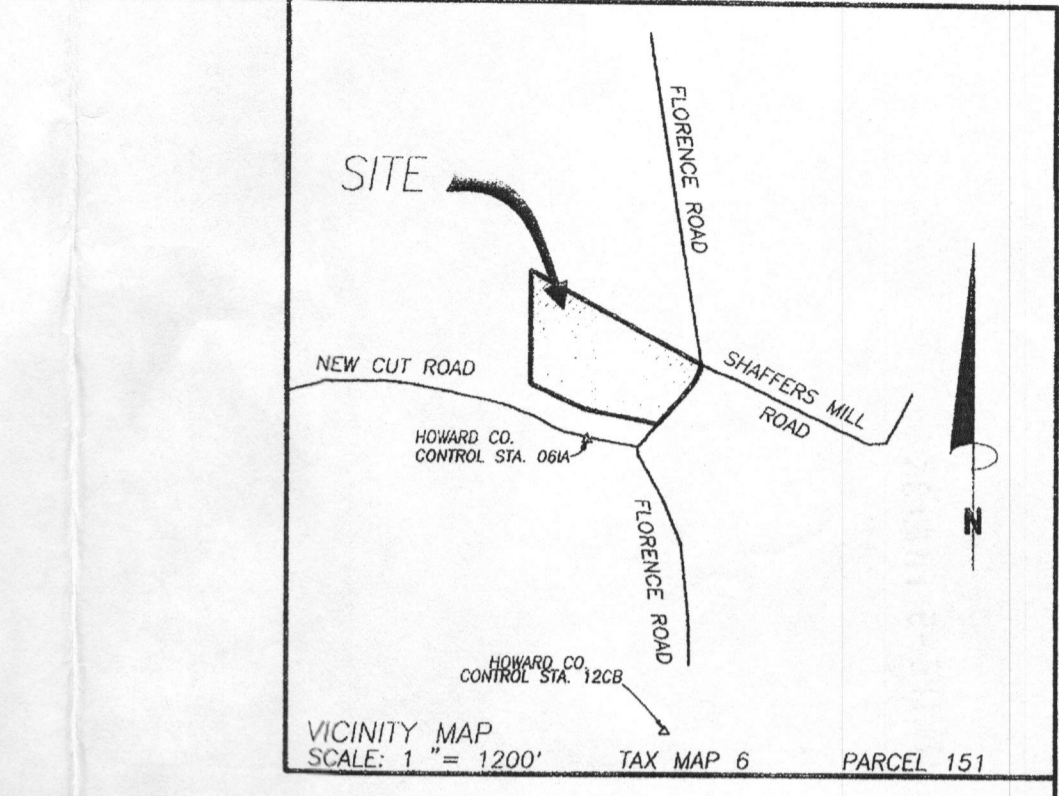 FLORENCE ROAD
SITE
NEW CUT ROAD
SHAFFERS MILL
ROAD
HOWARD CO.
CONTROL STA. 061A
N
FLORENCE ROAD
HOWARD CO.
CONTROL STA. 12CB
VICINITY MAP
SCALE: 1 "= 1200' TAX MAP 6 PARCEL 151